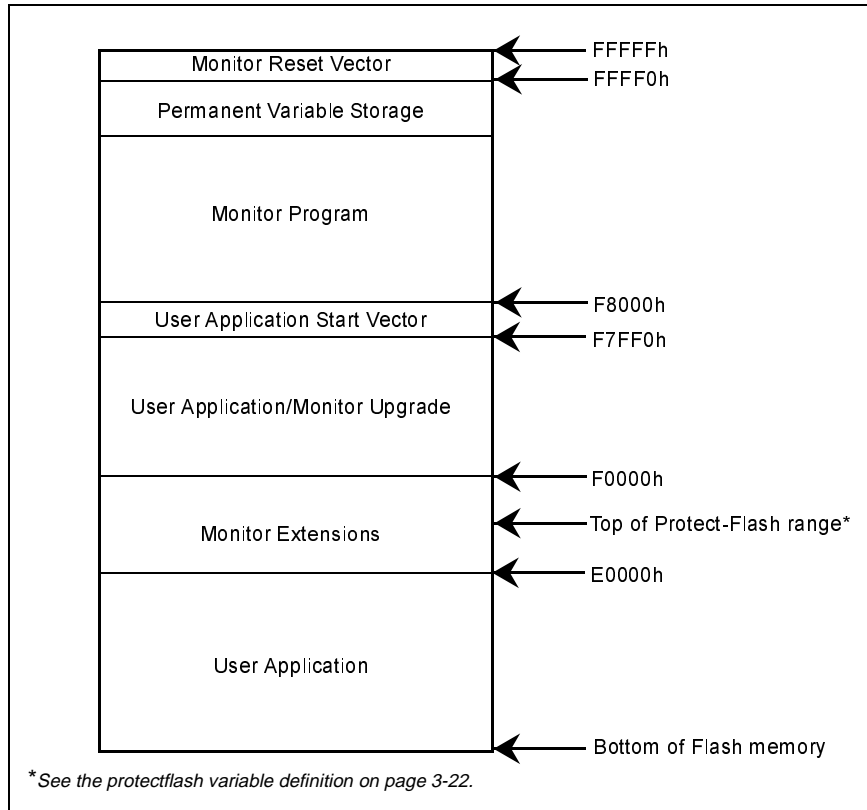 FFFFFh
Monitor Reset Vector
FFFF0h
Permanent Variable Storage
Monitor Program
F8000h
User Application Start Vector
F7FF0h
User Application/Monitor Upgrade
F0000h
Top of Protect-Flash range*
Monitor Extensions
E0000h
User Application
Bottom of Flash memory
*See the protectflash variable definition on page 3-22.